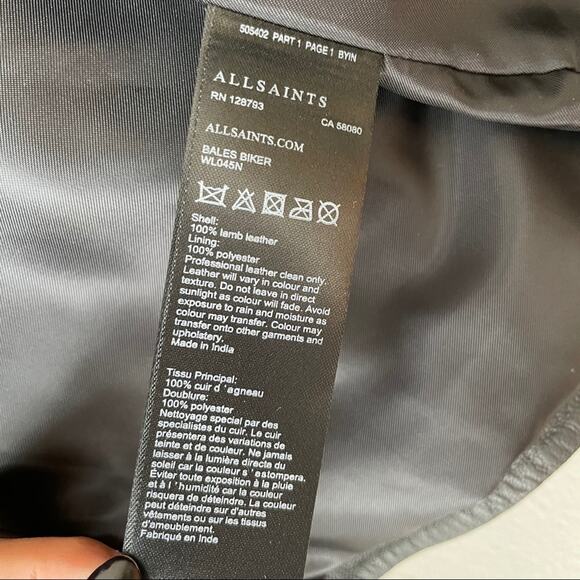 505402 PART 1 PAGE 1 BYIN
ALLSAINTS
RN 128793
CA 58080
ALLSAINTS.COM
BALES BIKER
WL045N
Shell:
100% lamb leather
Lining:
100% polyester
Professional leather clean only.
Leather will vary in colour and
texture. Do not leave in direct
sunlight as colour will fade. Avoid
exposure to rain and moisture as
colour may transfer. Colour may
transfer onto other garments and
upholstery.
Made in India
Tissu Principal:
100% cuir d 'agneau
Doublure:
100% polyester
Nettoyage special par des
specialistes du cuir. Le cuir
présentera des variations de
teinte et de couleur. Ne jamais
laisser à la lumière directe du
soleil car la couleur s 'estompera.
Éviter toute exposition à la pluie
et à l 'humidité car la couleur
risquera de déteindre. La couleur
peut déteindre sur d'autres
vêtements ou sur les tissus
d'ameublement.
Fabriqué en Inde